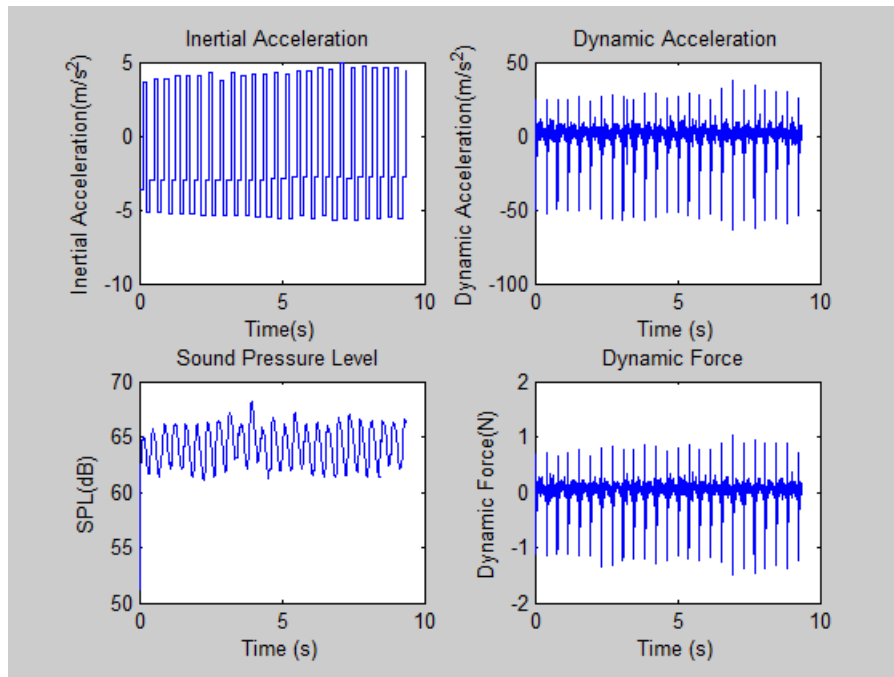 Inertial Acceleration
Inertial Acceleration(m/s²)
5
0
-5
-10
0
5
10
Time(s)
Dynamic Acceleration
Dynamic Acceleration(m/s²)
50
0
-50
-100
0
5
10
Time (s)
Sound Pressure Level
SPL(dB)
70
65
60
55
50
0
5
10
Time (s)
Dynamic Force
Dynamic Force(N)
2
1
0
-1
-2
0
5
10
Time (s)